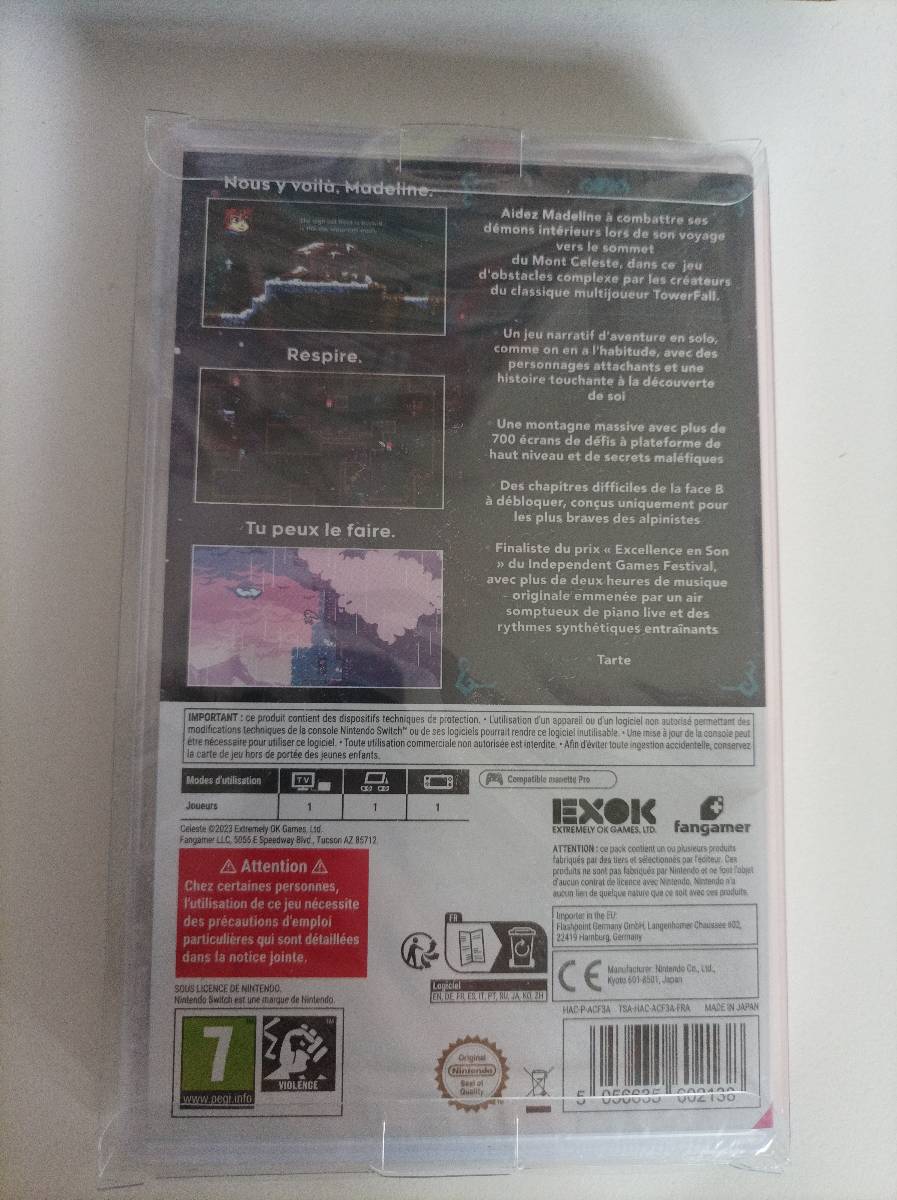 Nous y voilà, Madeline.
Respire.
Tu peux le faire.
Aidez Madeline à combattre ses
démons intérieurs lors de son voyage
vers le sommet
du Mont Celeste, dans ce jeu
d'obstacles complexe par les créateurs
du classique multijoueur TowerFall.
Un jeu narratif d'aventure en solo,
comme on en a l'habitude, avec des
personnages attachants et une
histoire touchante à la découverte
de soi
Une montagne massive avec plus de
700 écrans de défis à plateforme de
haut niveau et de secrets maléfiques
Des chapitres difficiles de la face B
à débloquer, conçus uniquement pour
les plus braves des alpinistes
Finaliste du prix « Excellence en Son
» du Independent Games Festival,
avec plus de deux heures de musique
originale emmenée par un air
somptueux de piano live et des
rythmes synthétiques entraînants
Tarte
IMPORTANT : ce produit contient des dispositifs techniques de protection. • L'utilisation d'un appareil ou d'un logiciel non autorisé permettant des
modifications techniques de la console Nintendo Switch™ ou de ses logiciels pourrait rendre ce logiciel inutilisable. • Une mise à jour de la console peut
être nécessaire pour utiliser ce logiciel. • Toute utilisation commerciale non autorisée est interdite. • Afin d'éviter toute ingestion accidentelle, conservez
la carte de jeu hors de portée des jeunes enfants.
Modes d'utilisation TV
Compatible manette Pro
Joueurs 1 1 1
Celeste ©2023 Extremely OK Games, Ltd.
Fangamer LLC, 5055 E Speedway Blvd., Tucson AZ 85712
EXOK
EXTREMELY OK GAMES, LTD.
fangamer
Attention
Chez certaines personnes,
l'utilisation de ce jeu nécessite
des précautions d'emploi
particulières qui sont détaillées
dans la notice jointe.
ATTENTION : ce pack contient un ou plusieurs produits
fabriqués par des tiers et sélectionnés par l'éditeur. Ces
produits ne sont pas fabriqués par Nintendo et ne font l'objet
d'aucun contrat de licence avec Nintendo. Nintendo n'a
aucun lien de quelque nature que ce soit avec ces produits.
Importer in the EU:
Flashpoint Germany GmbH, Langenhorner Chaussee 602,
22419 Hamburg, Germany
FR
Logiciel
EN, DE, FR, ES, IT, PT, RU, JA, KO, ZH
CE
Manufacturer: Nintendo Co., Ltd.,
Kyoto 601-8501, Japan
SOUS LICENCE DE NINTENDO.
Nintendo Switch est une marque de Nintendo.
HAC-P-ACF3A TSA-HAC-ACF3A-FRA MADE IN JAPAN
7
www.pegi.info
VIOLENCE
Original
Nintendo
Seal of
Quality
5 056635 602138